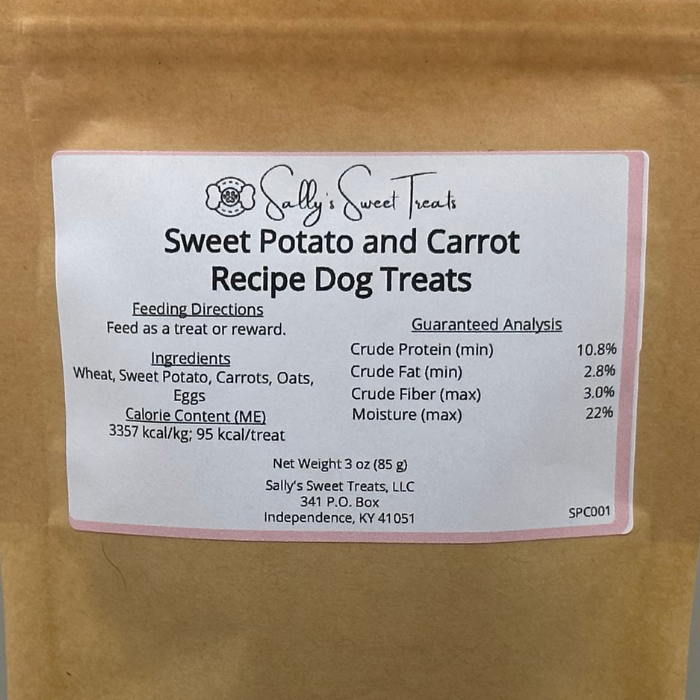 Sally's Sweet Treats
Sweet Potato and Carrot
Recipe Dog Treats
Feeding Directions
Feed as a treat or reward.
Ingredients
Wheat, Sweet Potato, Carrots, Oats,
Eggs
Calorie Content (ME)
3357 kcal/kg; 95 kcal/treat
Guaranteed Analysis
Crude Protein (min) 10.8%
Crude Fat (min) 2.8%
Crude Fiber (max) 3.0%
Moisture (max) 22%
Net Weight 3 oz (85 g)
Sally's Sweet Treats, LLC
341 P.O. Box
Independence, KY 41051
SPC001